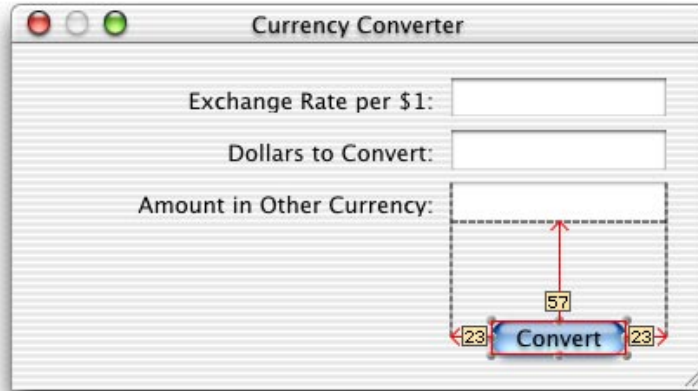 Currency Converter
Exchange Rate per $1:
Dollars to Convert:
Amount in Other Currency:
57
23 Convert 23